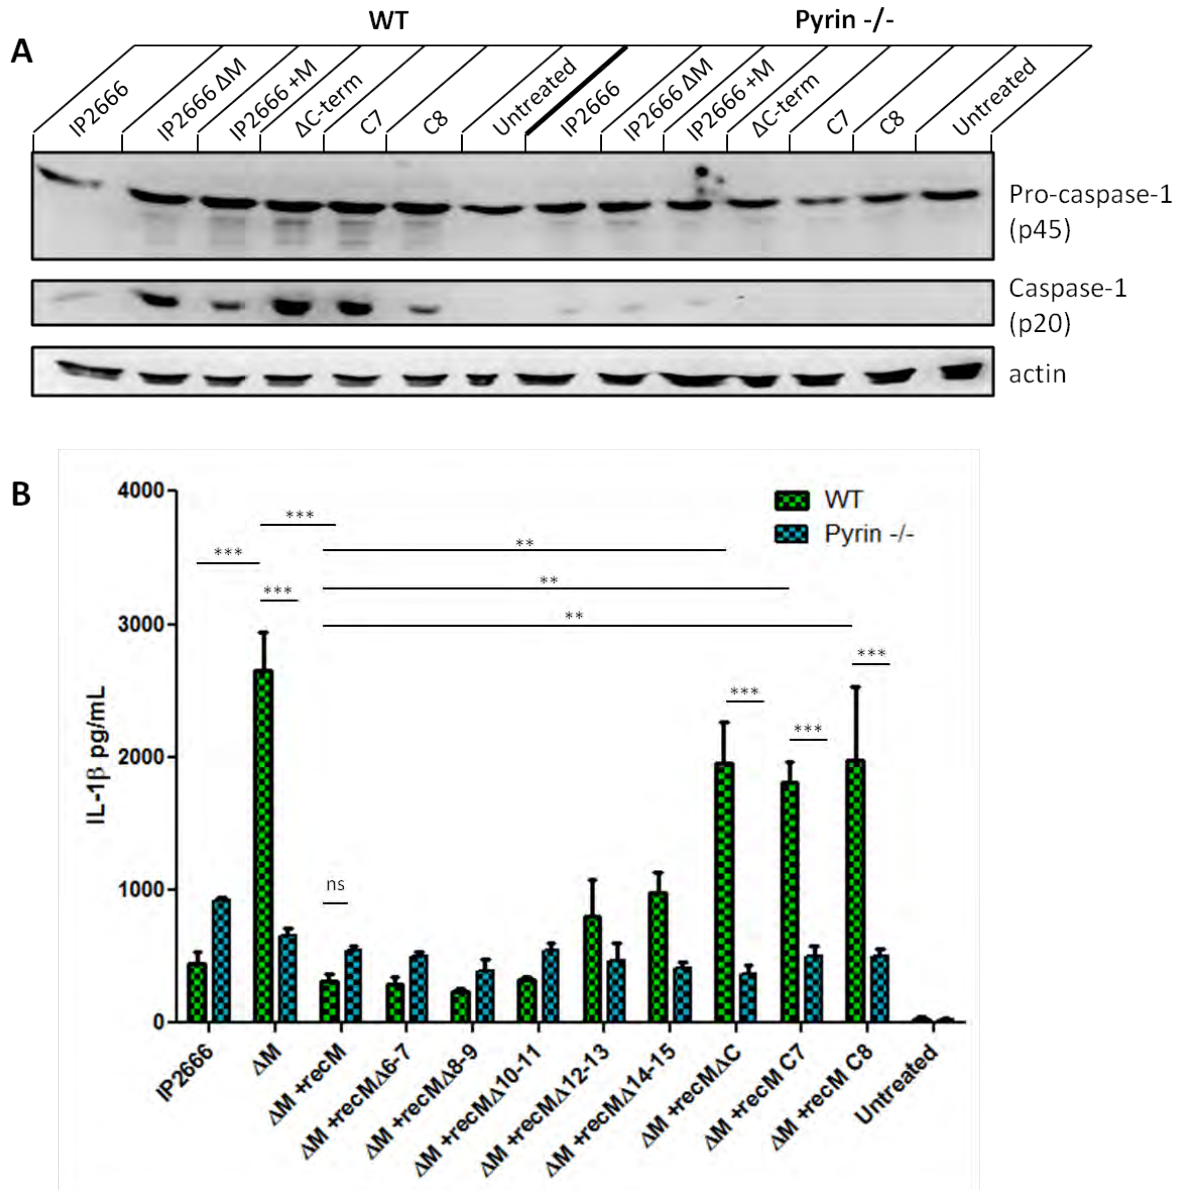 A
WT
Pyrin -/-
IP2666
IP2666 ΔM
IP2666 +M
ΔC-term
C7
C8
Untreated
IP2666
IP2666 ΔM
IP2666 +M
ΔC-term
C7
C8
Untreated
Pro-caspase-1
(p45)
Caspase-1
(p20)
actin
B
4000
3000
2000
1000
0
IL-1β pg/mL
WT
Pyrin -/-
***
***
***
**
**
**
ns
***
***
***
IP2666
ΔM
ΔM +recM
ΔM +recMΔ6-7
ΔM +recMΔ8-9
ΔM +recMΔ10-11
ΔM +recMΔ12-13
ΔM +recMΔ14-15
ΔM +recMΔC
ΔM +recM C7
ΔM +recM C8
Untreated